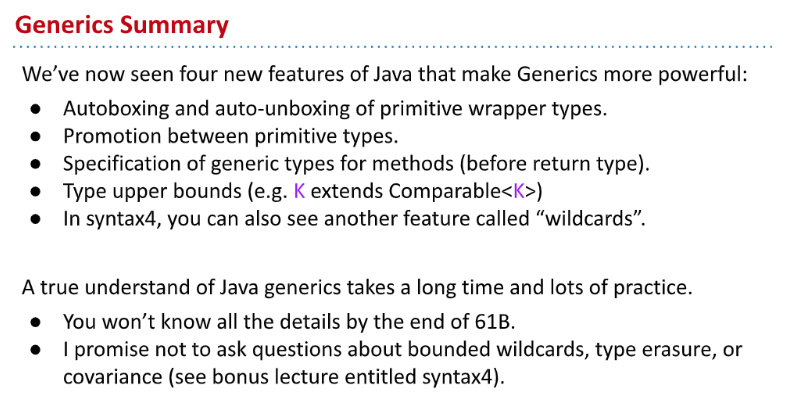 Generics Summary
We’ve now seen four new features of Java that make Generics more powerful:
● Autoboxing and auto-unboxing of primitive wrapper types.
● Promotion between primitive types.
● Specification of generic types for methods (before return type).
● Type upper bounds (e.g. K extends Comparable<K>)
● In syntax4, you can also see another feature called “wildcards”.
A true understand of Java generics takes a long time and lots of practice.
● You won’t know all the details by the end of 61B.
● I promise not to ask questions about bounded wildcards, type erasure, or
covariance (see bonus lecture entitled syntax4).